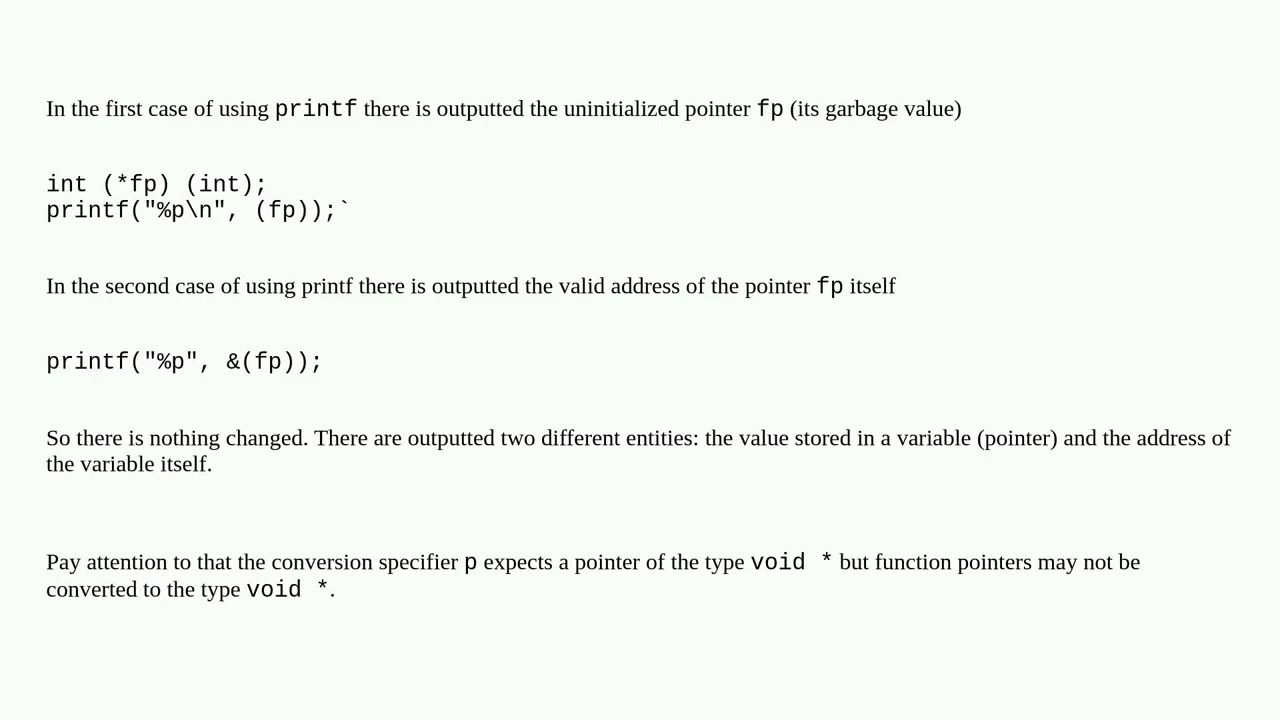 In the first case of using printf there is outputted the uninitialized pointer fp (its garbage value)
int (*fp) (int);
printf("%p\n", (fp));`
In the second case of using printf there is outputted the valid address of the pointer fp itself
printf("%p", &(fp));
So there is nothing changed. There are outputted two different entities: the value stored in a variable (pointer) and the address of
the variable itself.
Pay attention to that the conversion specifier p expects a pointer of the type void * but function pointers may not be
converted to the type void *.